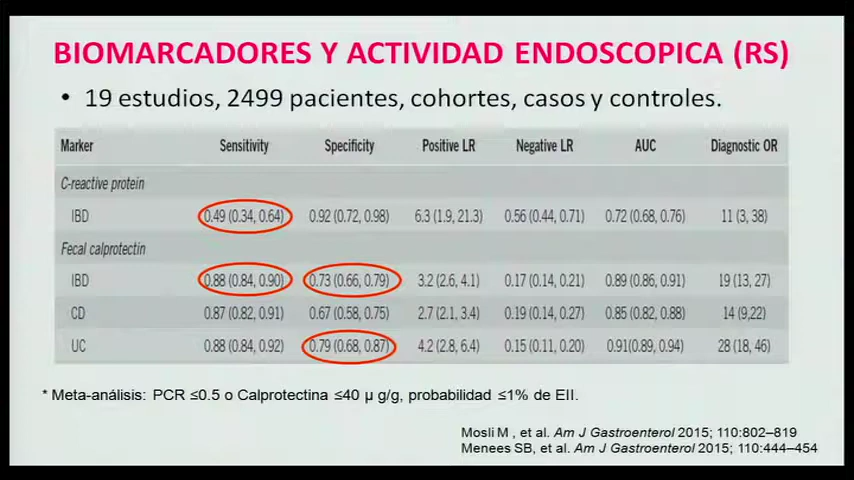 BIOMARCADORES Y ACTIVIDAD ENDOSCOPICA (RS)
• 19 estudios, 2499 pacientes, cohortes, casos y controles.
Marker Sensitivity Specificity Positive LR Negative LR AUC Diagnostic OR
C-reactive protein
IBD 0.49 (0.34, 0.64) 0.92 (0.72, 0.98) 6.3 (1.9, 21.3) 0.56 (0.44, 0.71) 0.72 (0.68, 0.76) 11 (3, 38)
Fecal calprotectin
IBD 0.88 (0.84, 0.90) 0.73 (0.66, 0.79) 3.2 (2.6, 4.1) 0.17 (0.14, 0.21) 0.89 (0.86, 0.91) 19 (13, 27)
CD 0.87 (0.82, 0.91) 0.67 (0.58, 0.75) 2.7 (2.1, 3.4) 0.19 (0.14, 0.27) 0.85 (0.82, 0.88) 14 (9,22)
UC 0.88 (0.84, 0.92) 0.79 (0.68, 0.87) 4.2 (2.8, 6.4) 0.15 (0.11, 0.20) 0.91(0.89, 0.94) 28 (18, 46)
* Meta-análisis: PCR ≤0.5 o Calprotectina ≤40 µ g/g, probabilidad ≤1% de EII.
Mosli M , et al. Am J Gastroenterol 2015; 110:802–819
Menees SB, et al. Am J Gastroenterol 2015; 110:444–454